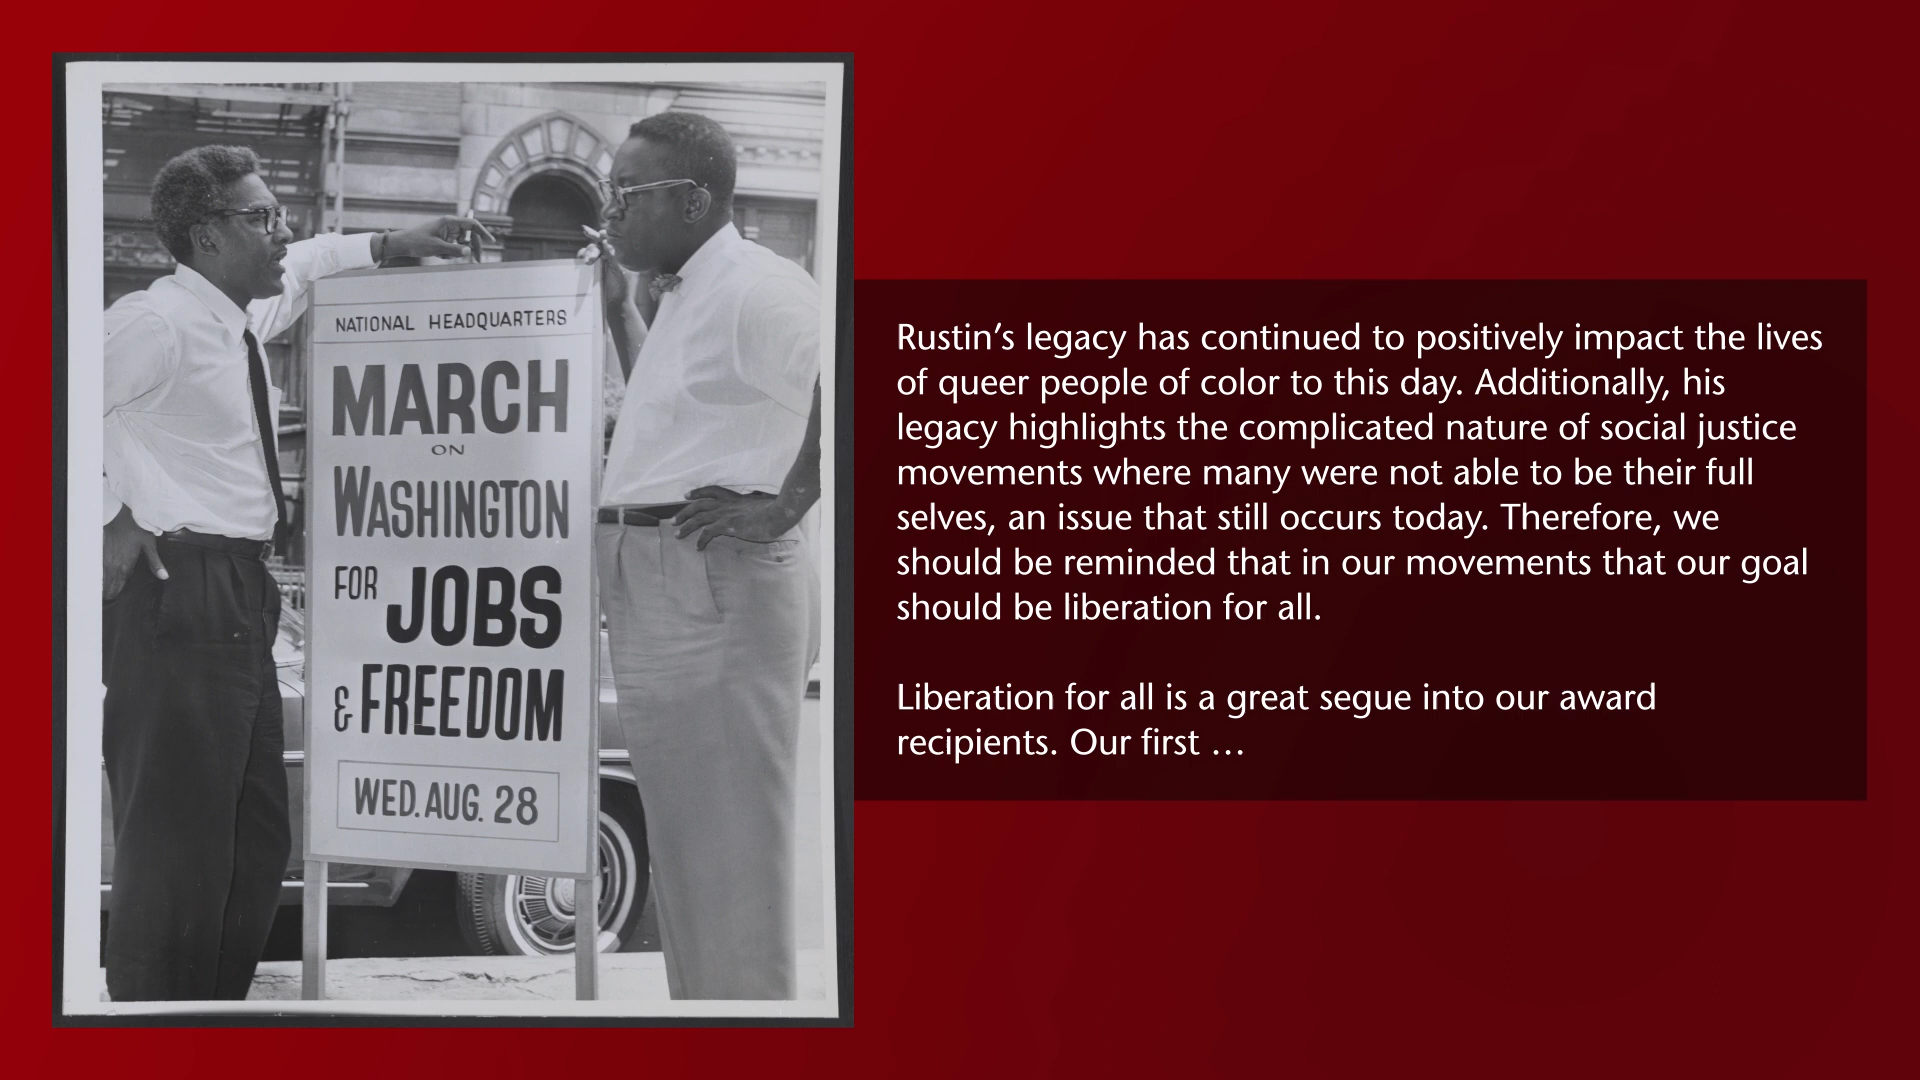 NATIONAL HEADQUARTERS
MARCH
ON
WASHINGTON
FOR JOBS
& FREEDOM
WED. AUG. 28
Rustin’s legacy has continued to positively impact the lives
of queer people of color to this day. Additionally, his
legacy highlights the complicated nature of social justice
movements where many were not able to be their full
selves, an issue that still occurs today. Therefore, we
should be reminded that in our movements that our goal
should be liberation for all.
Liberation for all is a great segue into our award
recipients. Our first …